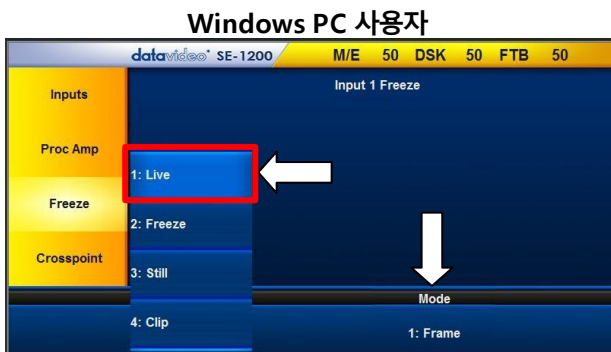 Windows PC 사용자
datavideo SE-1200 M/E 50 DSK 50 FTB 50
Inputs
Input 1 Freeze
Proc Amp
1: Live
Freeze
2: Freeze
Crosspoint
3: Still
Mode
4: Clip
1: Frame